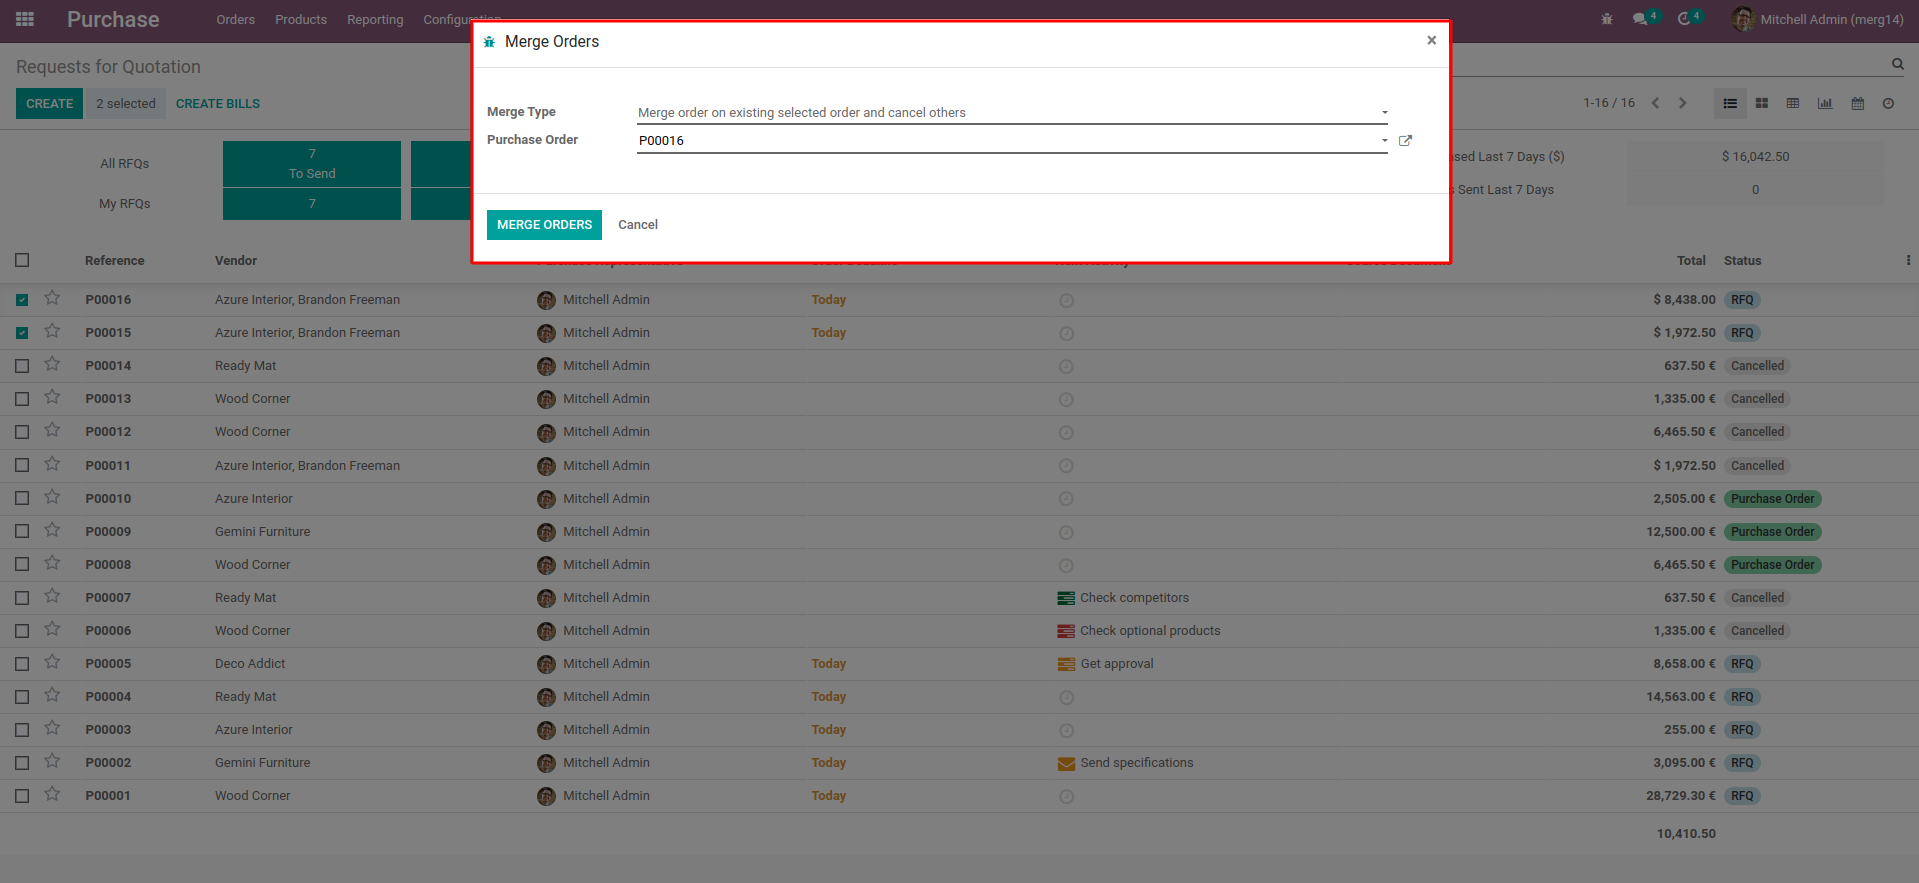 Purchase Orders Products Reporting Configuration 4 4 Mitchell Admin (merg14)
Merge Orders ×
Requests for Quotation
CREATE 2 selected CREATE BILLS 1-16 / 16
Merge Type Merge order on existing selected order and cancel others
Purchase Order P00016
All RFQs 7 To Send
My RFQs 7
sed Last 7 Days ($) $ 16,042.50
Sent Last 7 Days 0
MERGE ORDERS Cancel
Reference Vendor Total Status
P00016 Azure Interior, Brandon Freeman Mitchell Admin Today $ 8,438.00 RFQ
P00015 Azure Interior, Brandon Freeman Mitchell Admin Today $ 1,972.50 RFQ
P00014 Ready Mat Mitchell Admin 637.50 € Cancelled
P00013 Wood Corner Mitchell Admin 1,335.00 € Cancelled
P00012 Wood Corner Mitchell Admin 6,465.50 € Cancelled
P00011 Azure Interior, Brandon Freeman Mitchell Admin $ 1,972.50 Cancelled
P00010 Azure Interior Mitchell Admin 2,505.00 € Purchase Order
P00009 Gemini Furniture Mitchell Admin 12,500.00 € Purchase Order
P00008 Wood Corner Mitchell Admin 6,465.50 € Purchase Order
P00007 Ready Mat Mitchell Admin Check competitors 637.50 € Cancelled
P00006 Wood Corner Mitchell Admin Check optional products 1,335.00 € Cancelled
P00005 Deco Addict Mitchell Admin Today Get approval 8,658.00 € RFQ
P00004 Ready Mat Mitchell Admin Today 14,563.00 € RFQ
P00003 Azure Interior Mitchell Admin Today 255.00 € RFQ
P00002 Gemini Furniture Mitchell Admin Today Send specifications 3,095.00 € RFQ
P00001 Wood Corner Mitchell Admin Today 28,729.30 € RFQ
10,410.50